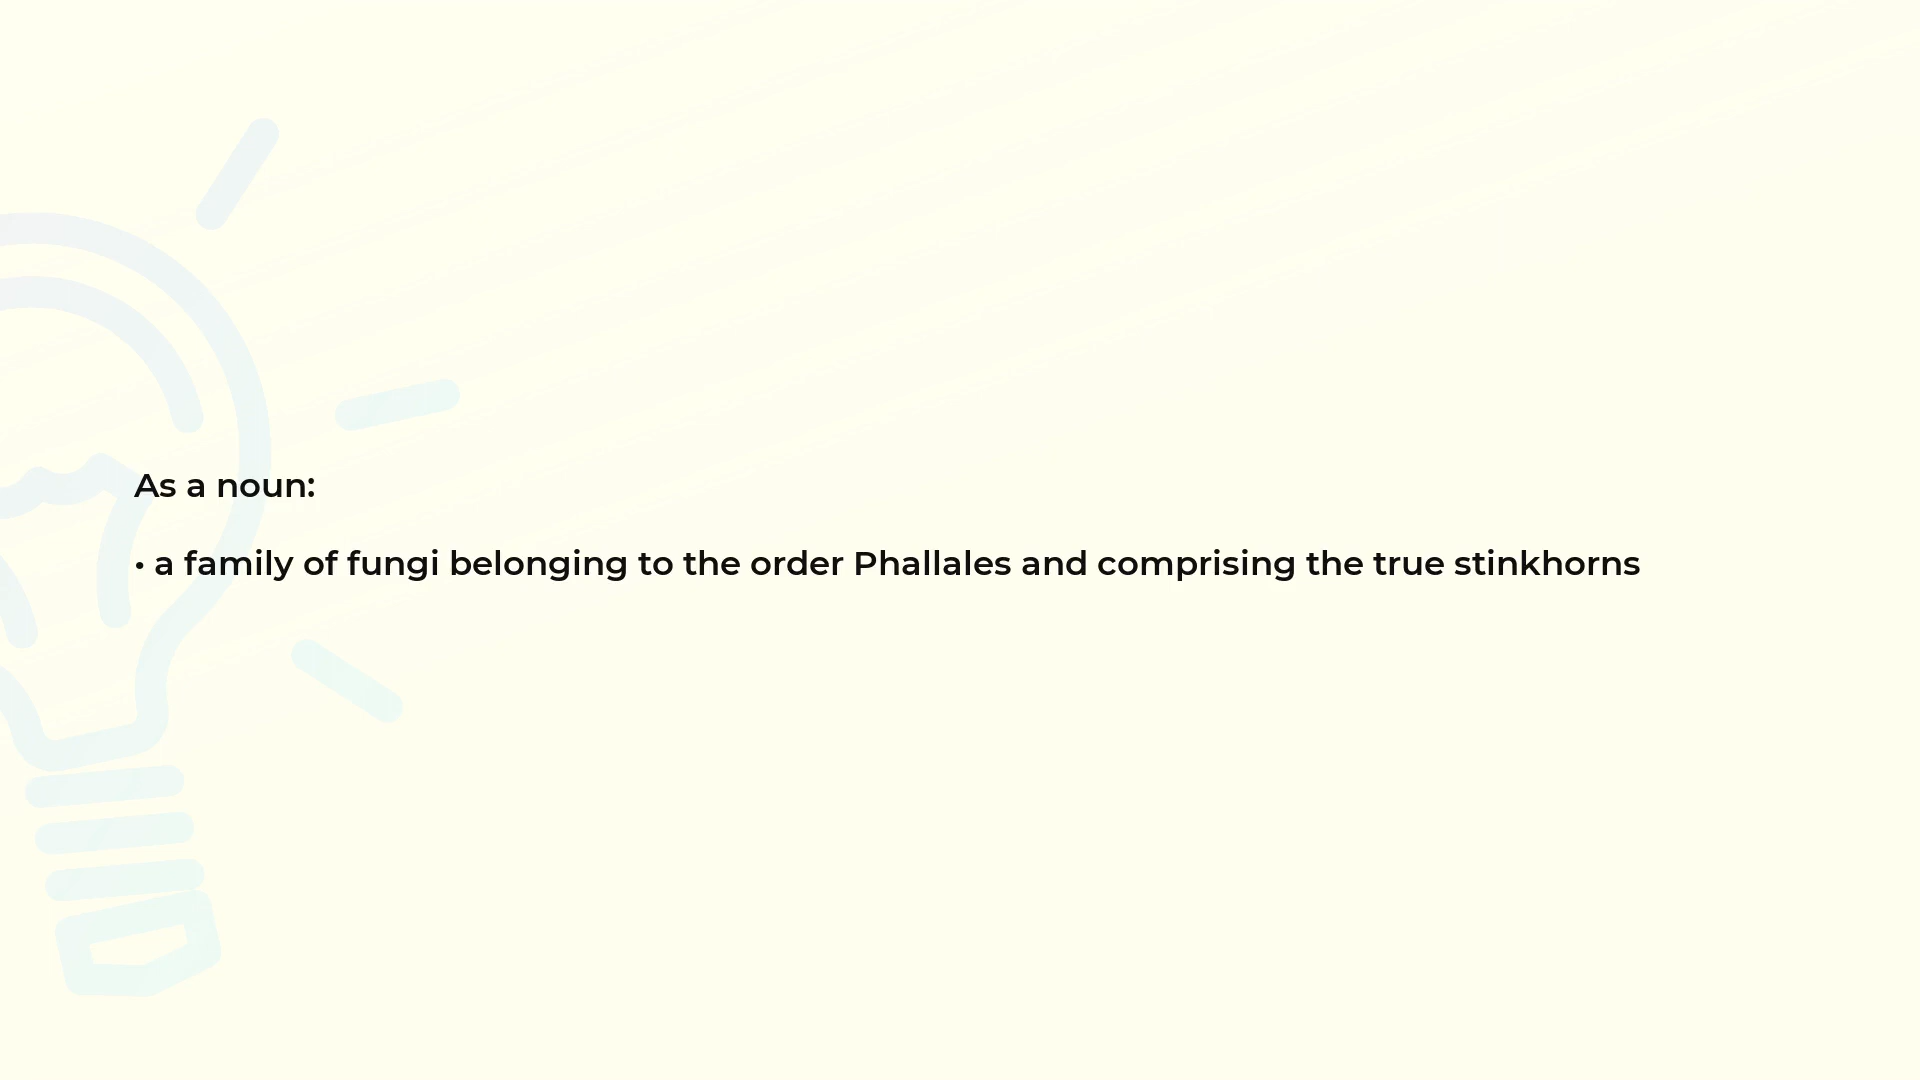 As a noun:
• a family of fungi belonging to the order Phallales and comprising the true stinkhorns